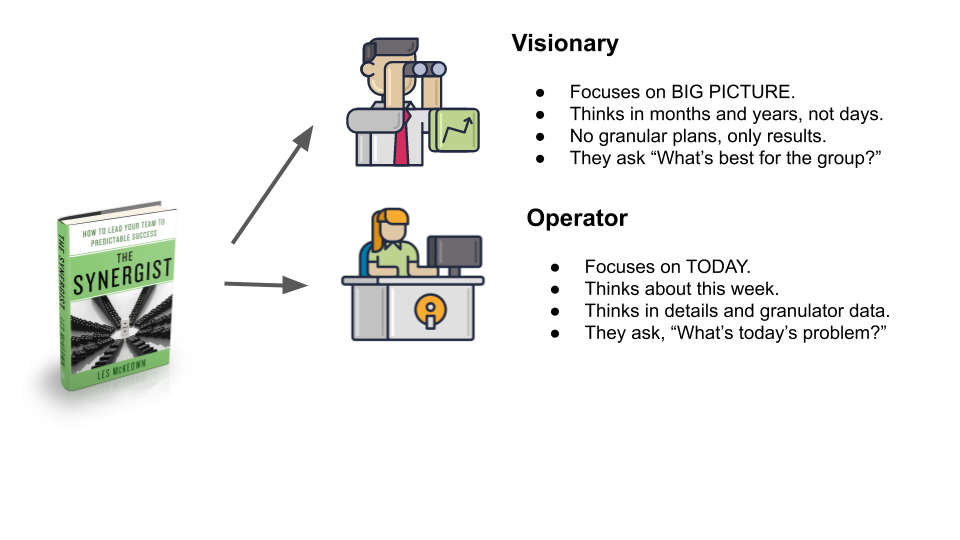 Visionary
● Focuses on BIG PICTURE.
● Thinks in months and years, not days.
● No granular plans, only results.
● They ask “What’s best for the group?”
HOW TO LEAD YOUR TEAM TO
PREDICTABLE SUCCESS
THE
SYNERGIST
LES McKEOWN
THE SYNERGIST LES McKEOWN
Operator
● Focuses on TODAY.
● Thinks about this week.
● Thinks in details and granulator data.
● They ask, “What’s today’s problem?”